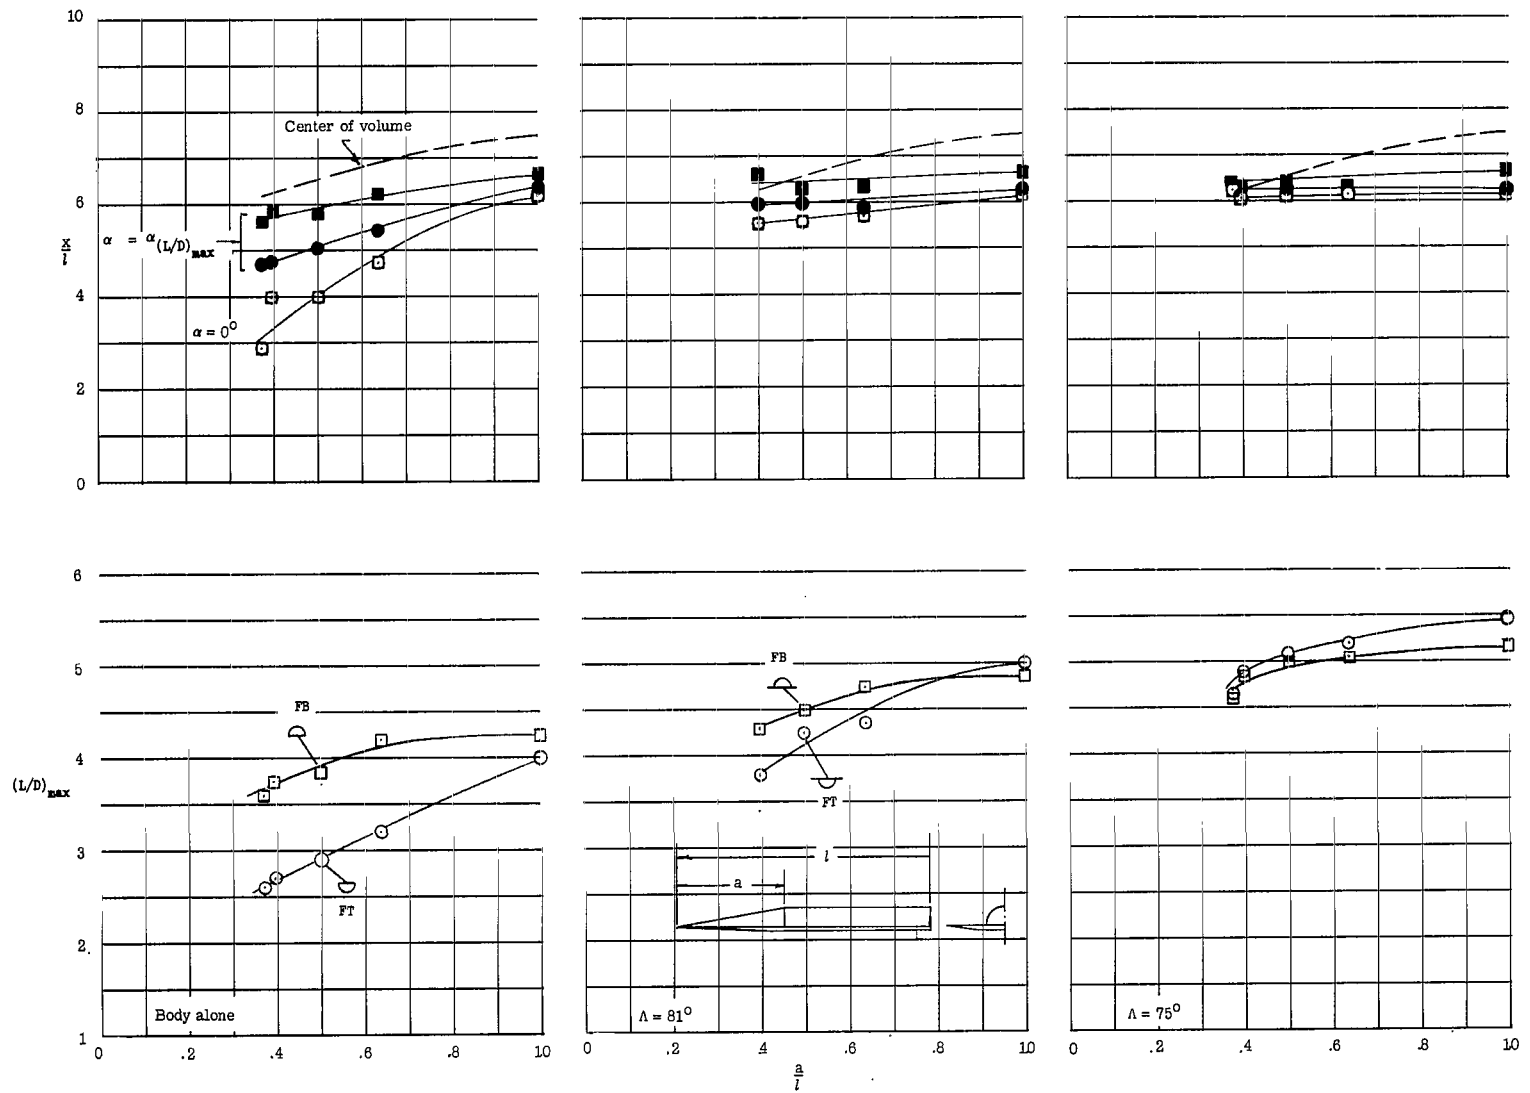 10
8
6
4
2
0
x
l
Center of volume
α = α(L/D)max
α = 0°
6
5
4
3
2
1
(L/D)max
FB
FT
Body alone
0 .2 .4 .6 .8 1.0
FB
FT
l
a
Λ = 81°
0 .2 .4 .6 .8 1.0
a
l
Λ = 75°
0 .2 .4 .6 .8 1.0